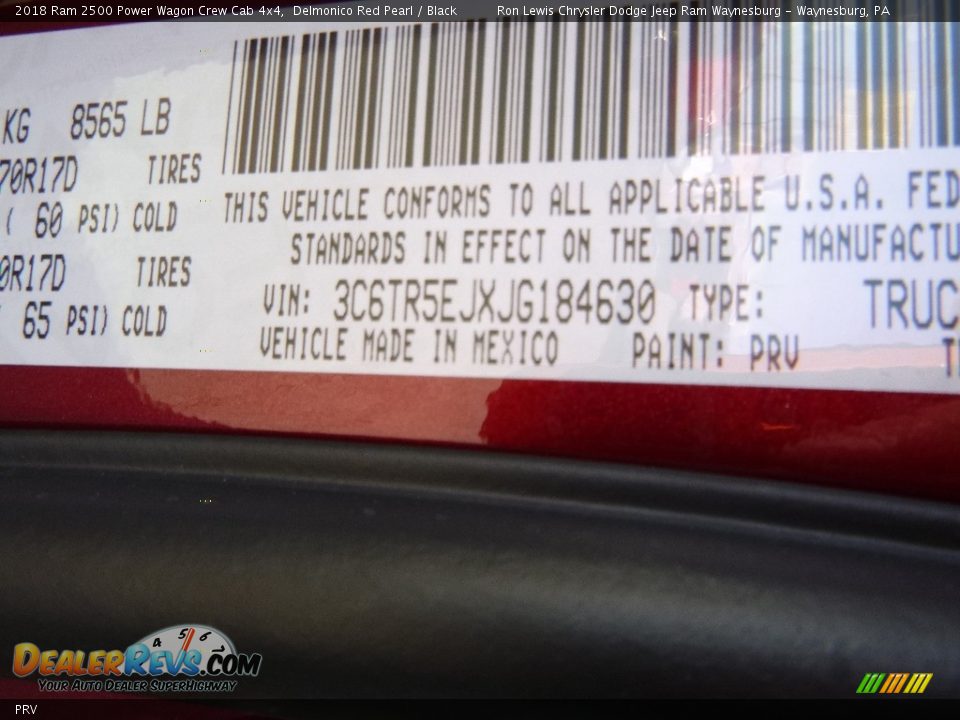 2018 Ram 2500 Power Wagon Crew Cab 4x4, Delmonico Red Pearl / Black Ron Lewis Chrysler Dodge Jeep Ram Waynesburg - Waynesburg, PA
KG 8565 LB
70R17D TIRES
( 60 PSI) COLD
0R17D TIRES
65 PSI) COLD
THIS VEHICLE CONFORMS TO ALL APPLICABLE U.S.A. FED
STANDARDS IN EFFECT ON THE DATE OF MANUFACTU
VIN: 3C6TR5EJXJG184630 TYPE: TRUC
VEHICLE MADE IN MEXICO PAINT: PRV
4 5 6
DealerRevs.com
Your Auto Dealer SuperHighway
PRV